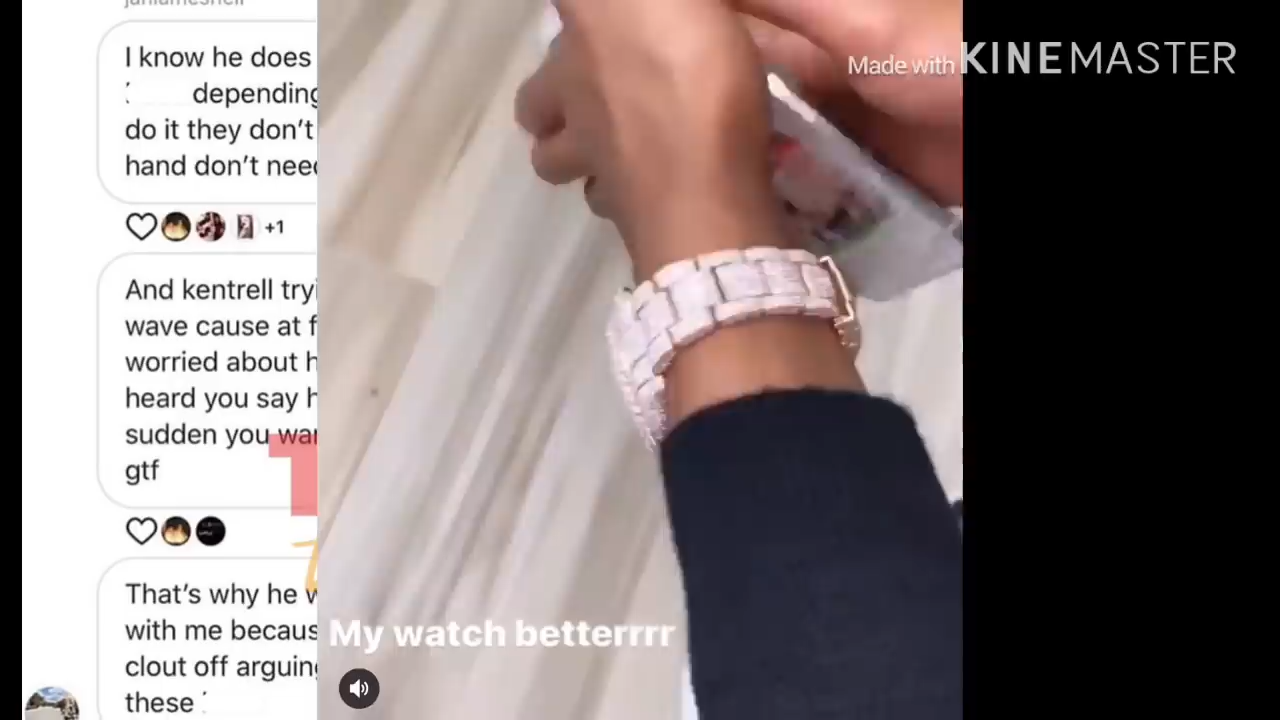 I know he does
depending
do it they don't
hand don't need
+1
And kentrell tryi
wave cause at f
worried about h
heard you say h
sudden you wan
gtf
That's why he w
with me becaus
clout off arguing
these
My watch betterrrr
Made with KINEMASTER